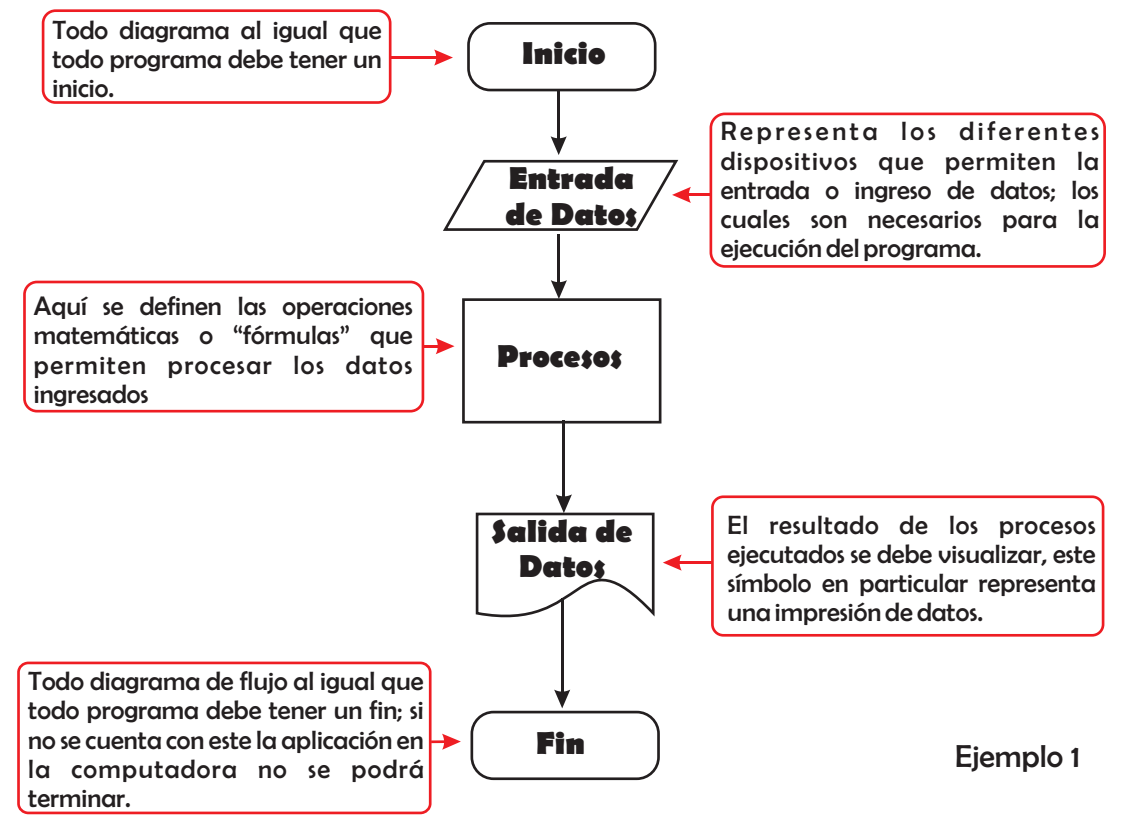 Todo diagrama al igual que
todo programa debe tener un
inicio.
Inicio
Entrada
de Datos
Representa los diferentes
dispositivos que permiten la
entrada o ingreso de datos; los
cuales son necesarios para la
ejecución del programa.
Aquí se definen las operaciones
matemáticas o “fórmulas” que
permiten procesar los datos
ingresados
Procesos
Salida de
Datos
El resultado de los procesos
ejecutados se debe visualizar, este
símbolo en particular representa
una impresión de datos.
Todo diagrama de flujo al igual que
todo programa debe tener un fin; si
no se cuenta con este la aplicación en
la computadora no se podrá
terminar.
Fin
Ejemplo 1